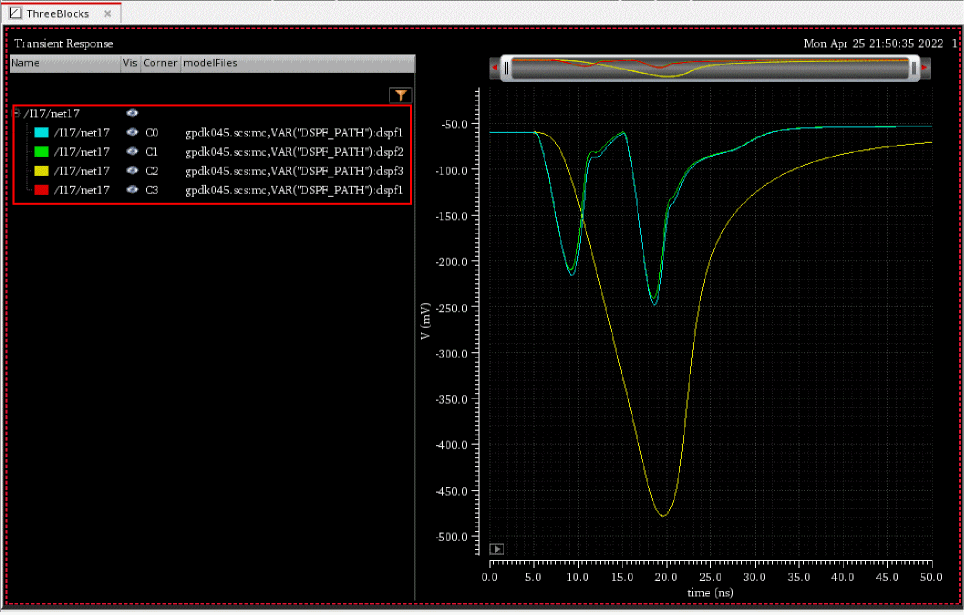 ThreeBlocks
Transient Response
Mon Apr 25 21:50:35 2022 1
Name Vis Corner modelFiles
/I17/net17
/I17/net17 C0 gpdk045.scs:mc,VAR("DSPF_PATH"):dspf1
/I17/net17 C1 gpdk045.scs:mc,VAR("DSPF_PATH"):dspf2
/I17/net17 C2 gpdk045.scs:mc,VAR("DSPF_PATH"):dspf3
/I17/net17 C3 gpdk045.scs:mc,VAR("DSPF_PATH"):dspf1
-50.0
-100.0
-150.0
-200.0
-250.0
-300.0
-350.0
-400.0
-450.0
-500.0
V (mV)
0.0 5.0 10.0 15.0 20.0 25.0 30.0 35.0 40.0 45.0 50.0
time (ns)